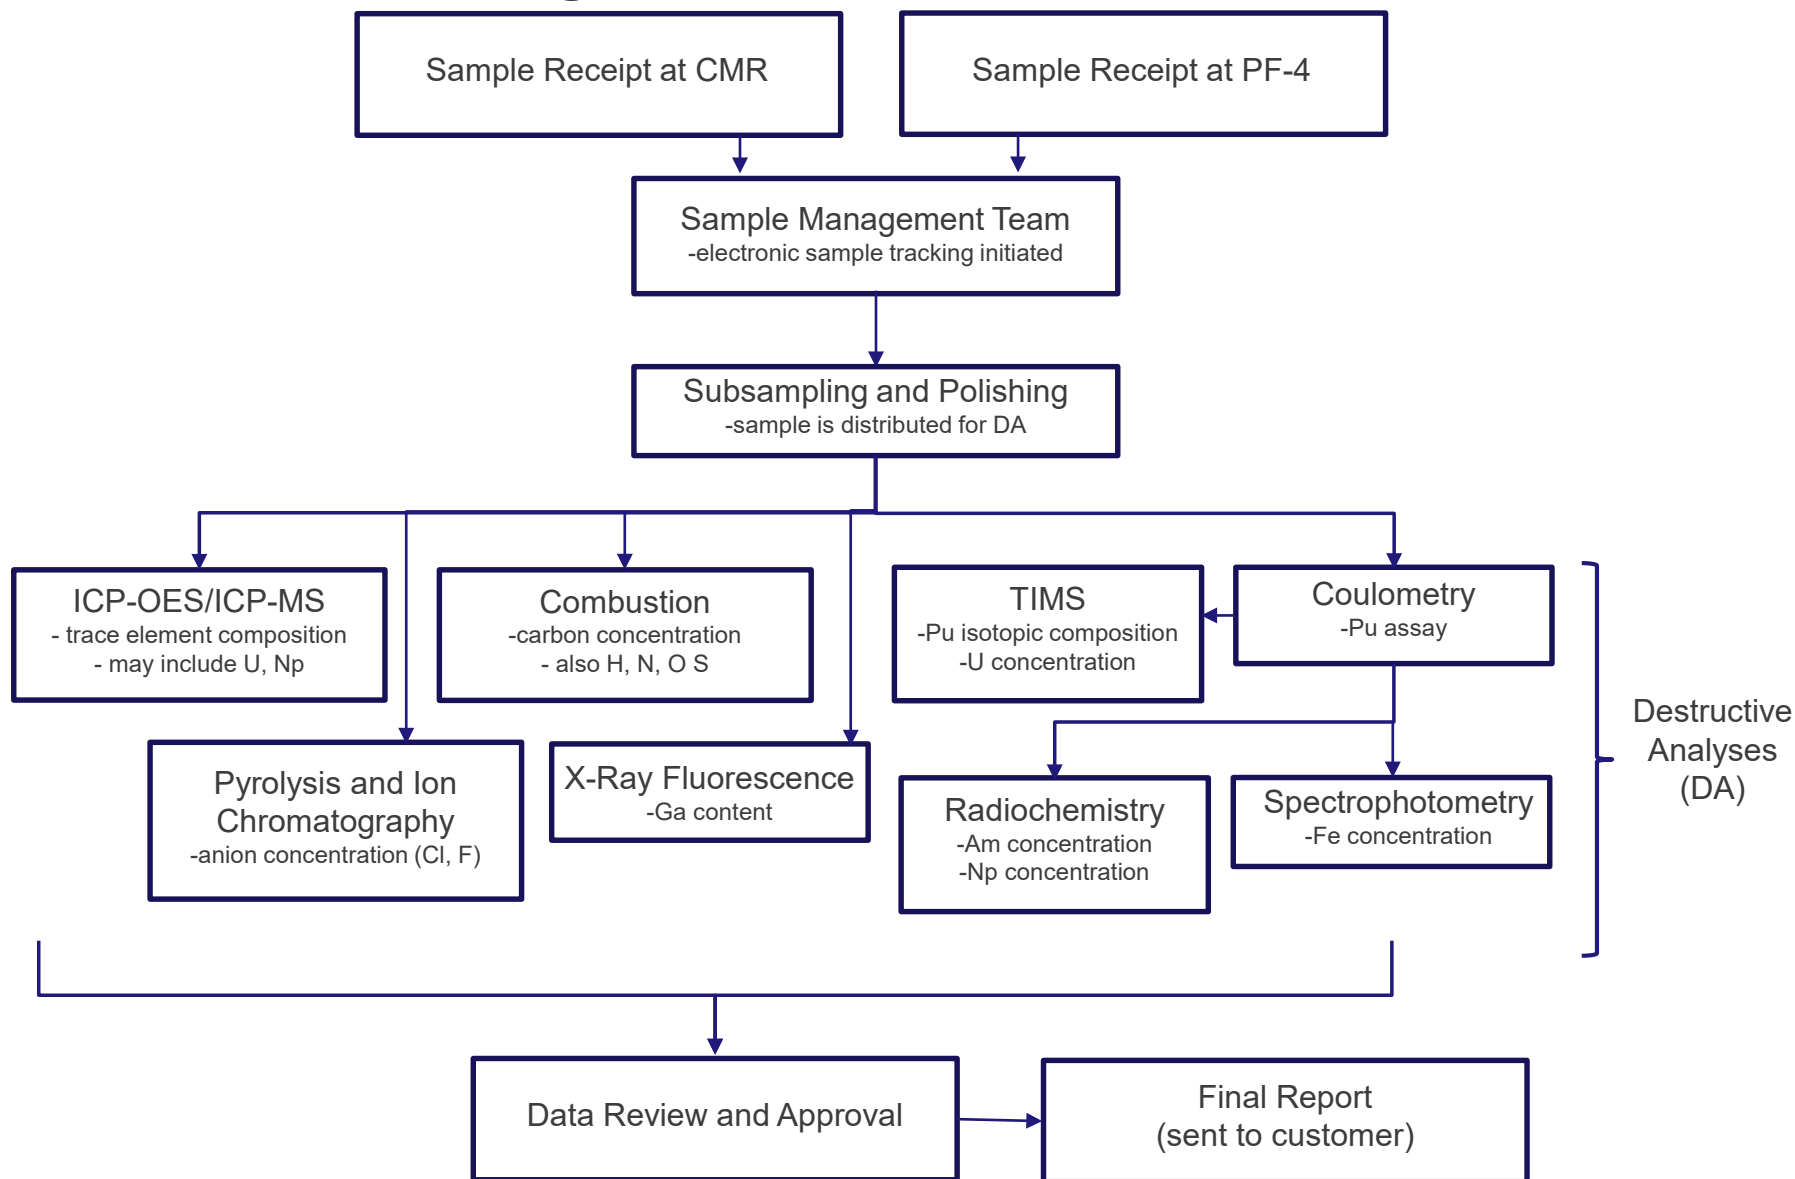 Sample Receipt at CMR
Sample Receipt at PF-4
Sample Management Team
-electronic sample tracking initiated
Subsampling and Polishing
-sample is distributed for DA
ICP-OES/ICP-MS
- trace element composition
- may include U, Np
Combustion
-carbon concentration
- also H, N, O S
TIMS
-Pu isotopic composition
-U concentration
Coulometry
-Pu assay
Pyrolysis and Ion
Chromatography
-anion concentration (Cl, F)
X-Ray Fluorescence
-Ga content
Radiochemistry
-Am concentration
-Np concentration
Spectrophotometry
-Fe concentration
Destructive
Analyses
(DA)
Data Review and Approval
Final Report
(sent to customer)